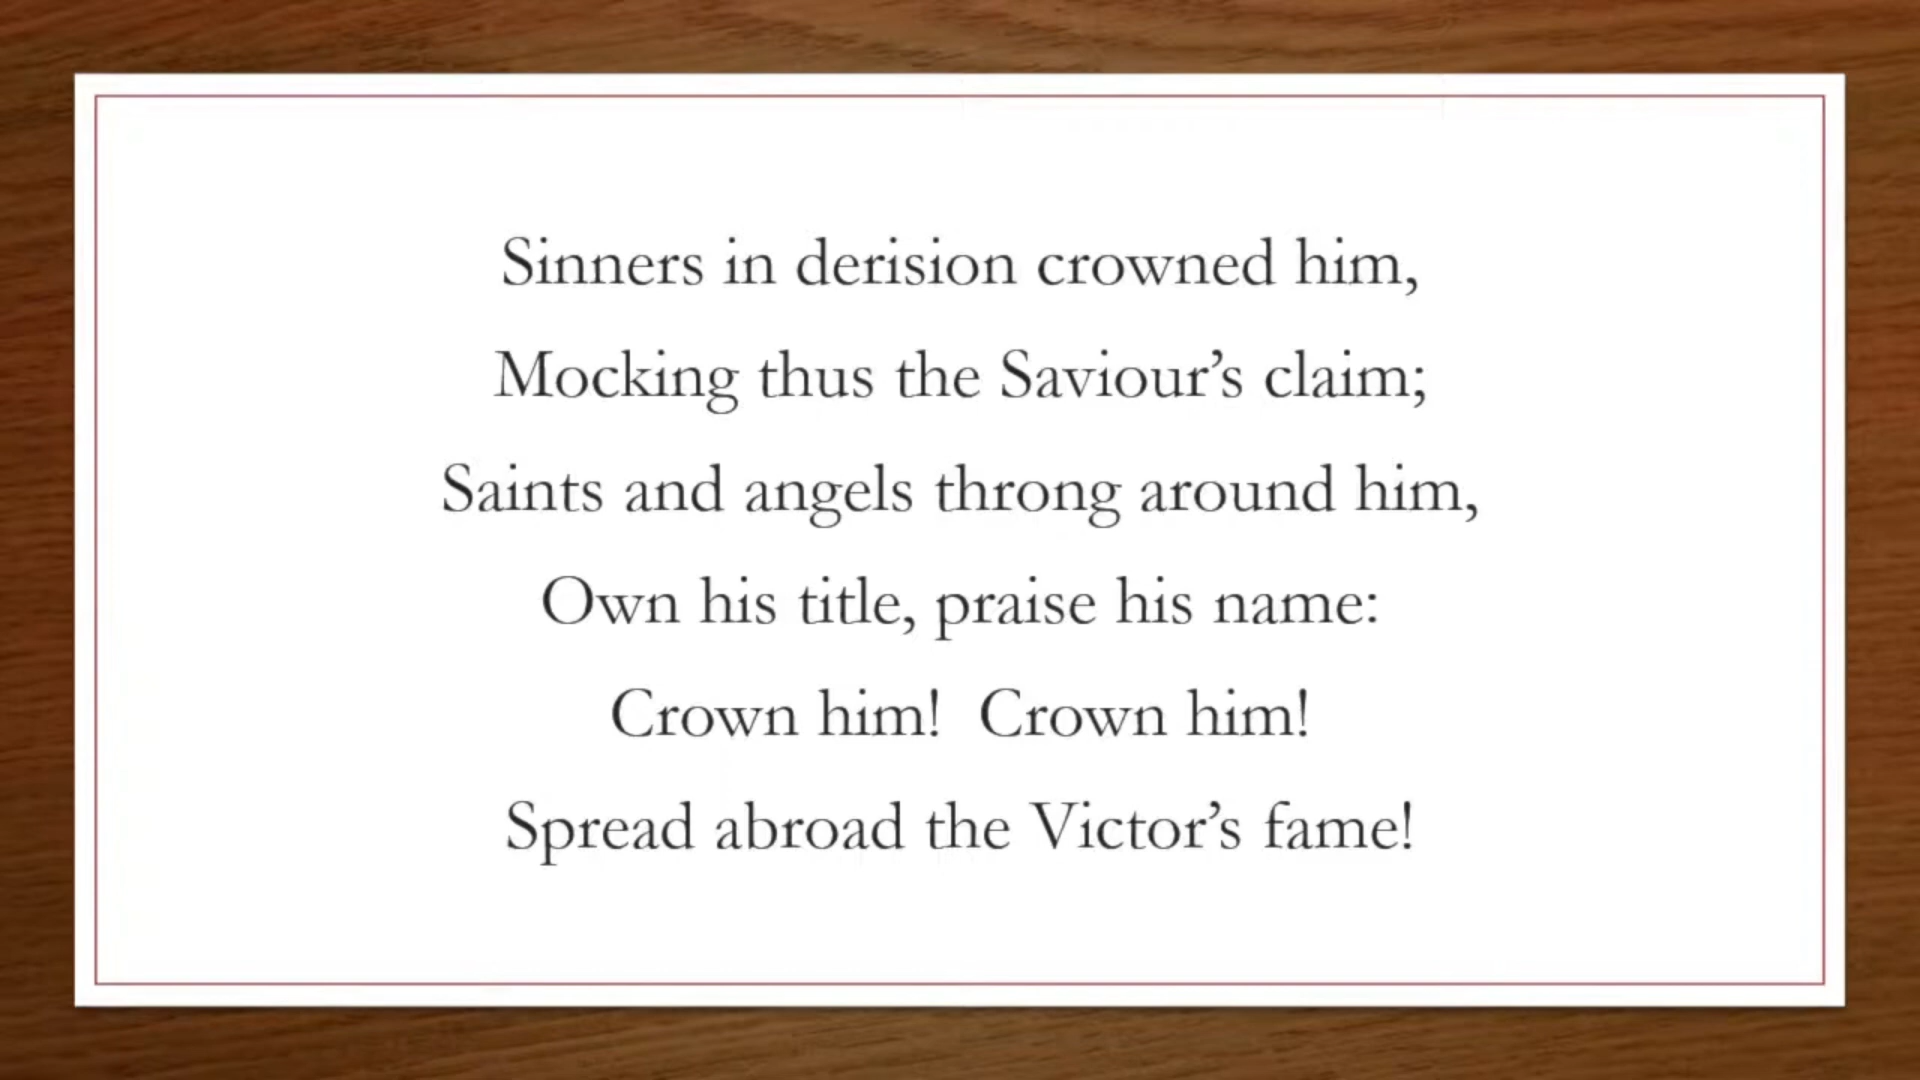 Sinners in derision crowned him,
Mocking thus the Saviour’s claim;
Saints and angels throng around him,
Own his title, praise his name:
Crown him!  Crown him!
Spread abroad the Victor’s fame!